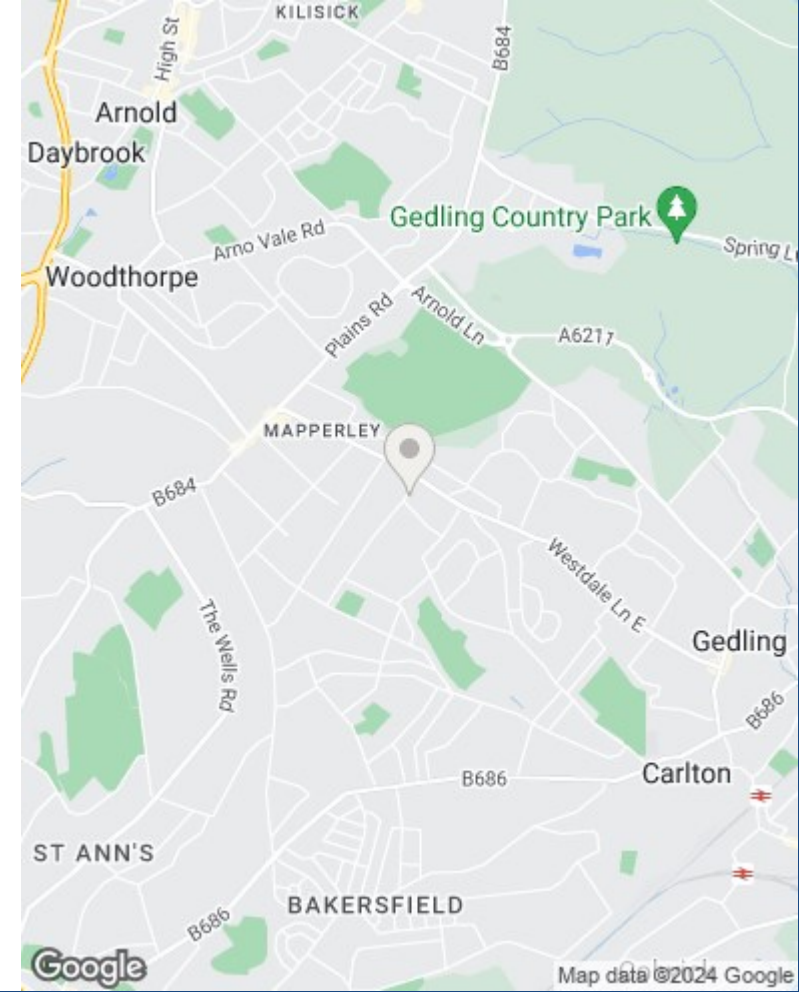 KILISICK
High St
B684
Arnold
Daybrook
Gedling Country Park
Arno Vale Rd
Spring L
Woodthorpe
Arnold Ln
Plains Rd
A6211
MAPPERLEY
B684
Westdale Ln E
The Wells Rd
Gedling
B686
Carlton
B686
ST ANN'S
BAKERSFIELD
B686
Google
Map data ©2024 Google